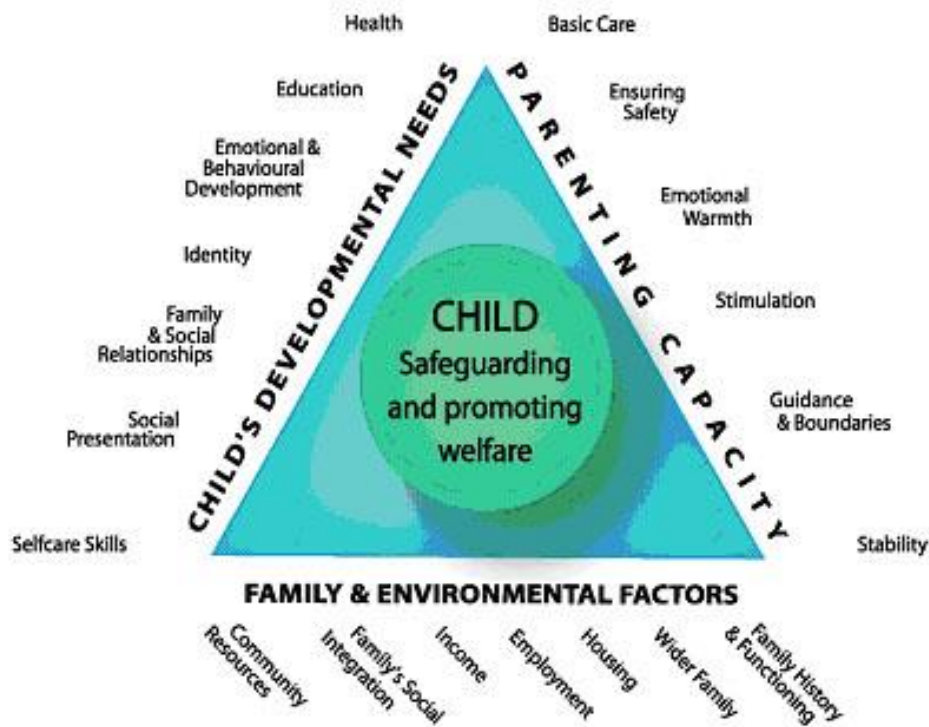 Health
Education
Emotional &
Behavioural
Development
Identity
Family
& Social
Relationships
Social
Presentation
Selfcare Skills
CHILD'S DEVELOPMENTAL NEEDS
CHILD
Safeguarding
and promoting
welfare
PARENTING CAPACITY
Basic Care
Ensuring
Safety
Emotional
Warmth
Stimulation
Guidance
& Boundaries
Stability
FAMILY & ENVIRONMENTAL FACTORS
Community
Resources
Family's Social
Integration
Income
Employment
Housing
Wider Family
Family History
& Functioning